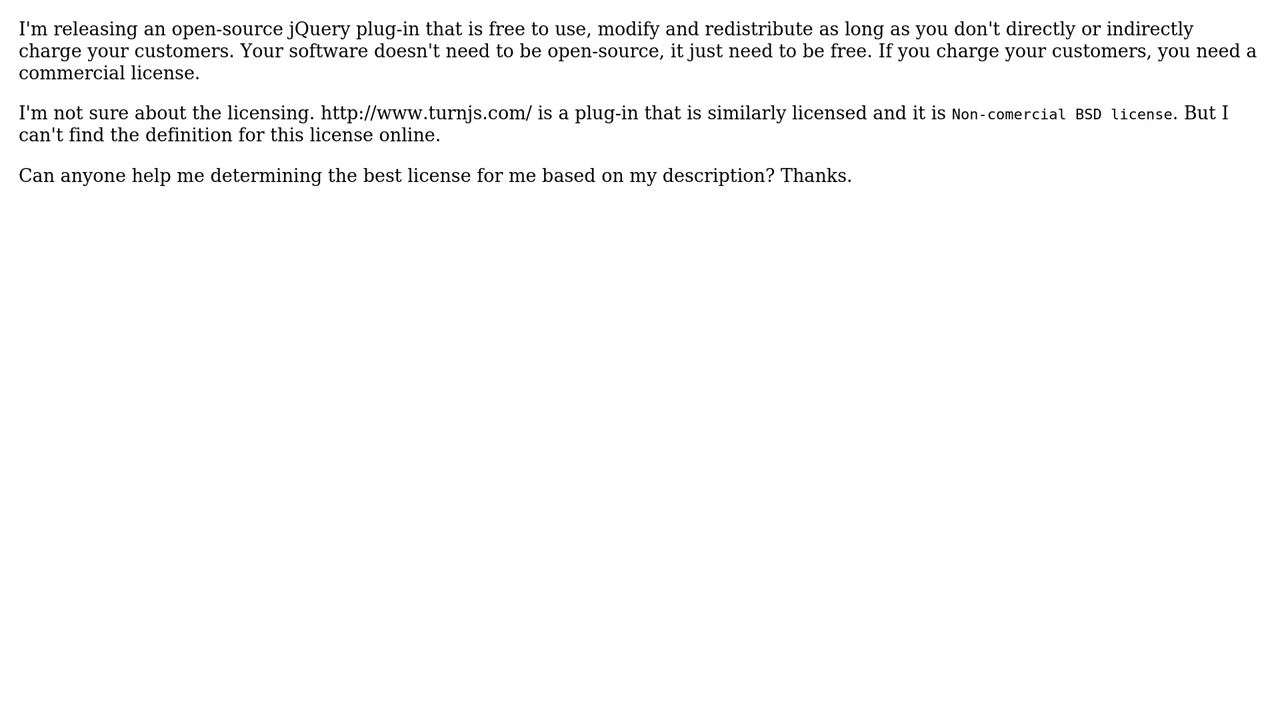 I'm releasing an open-source jQuery plug-in that is free to use, modify and redistribute as long as you don't directly or indirectly
charge your customers. Your software doesn't need to be open-source, it just need to be free. If you charge your customers, you need a
commercial license.
I'm not sure about the licensing. http://www.turnjs.com/ is a plug-in that is similarly licensed and it is Non-comercial BSD license. But I
can't find the definition for this license online.
Can anyone help me determining the best license for me based on my description? Thanks.